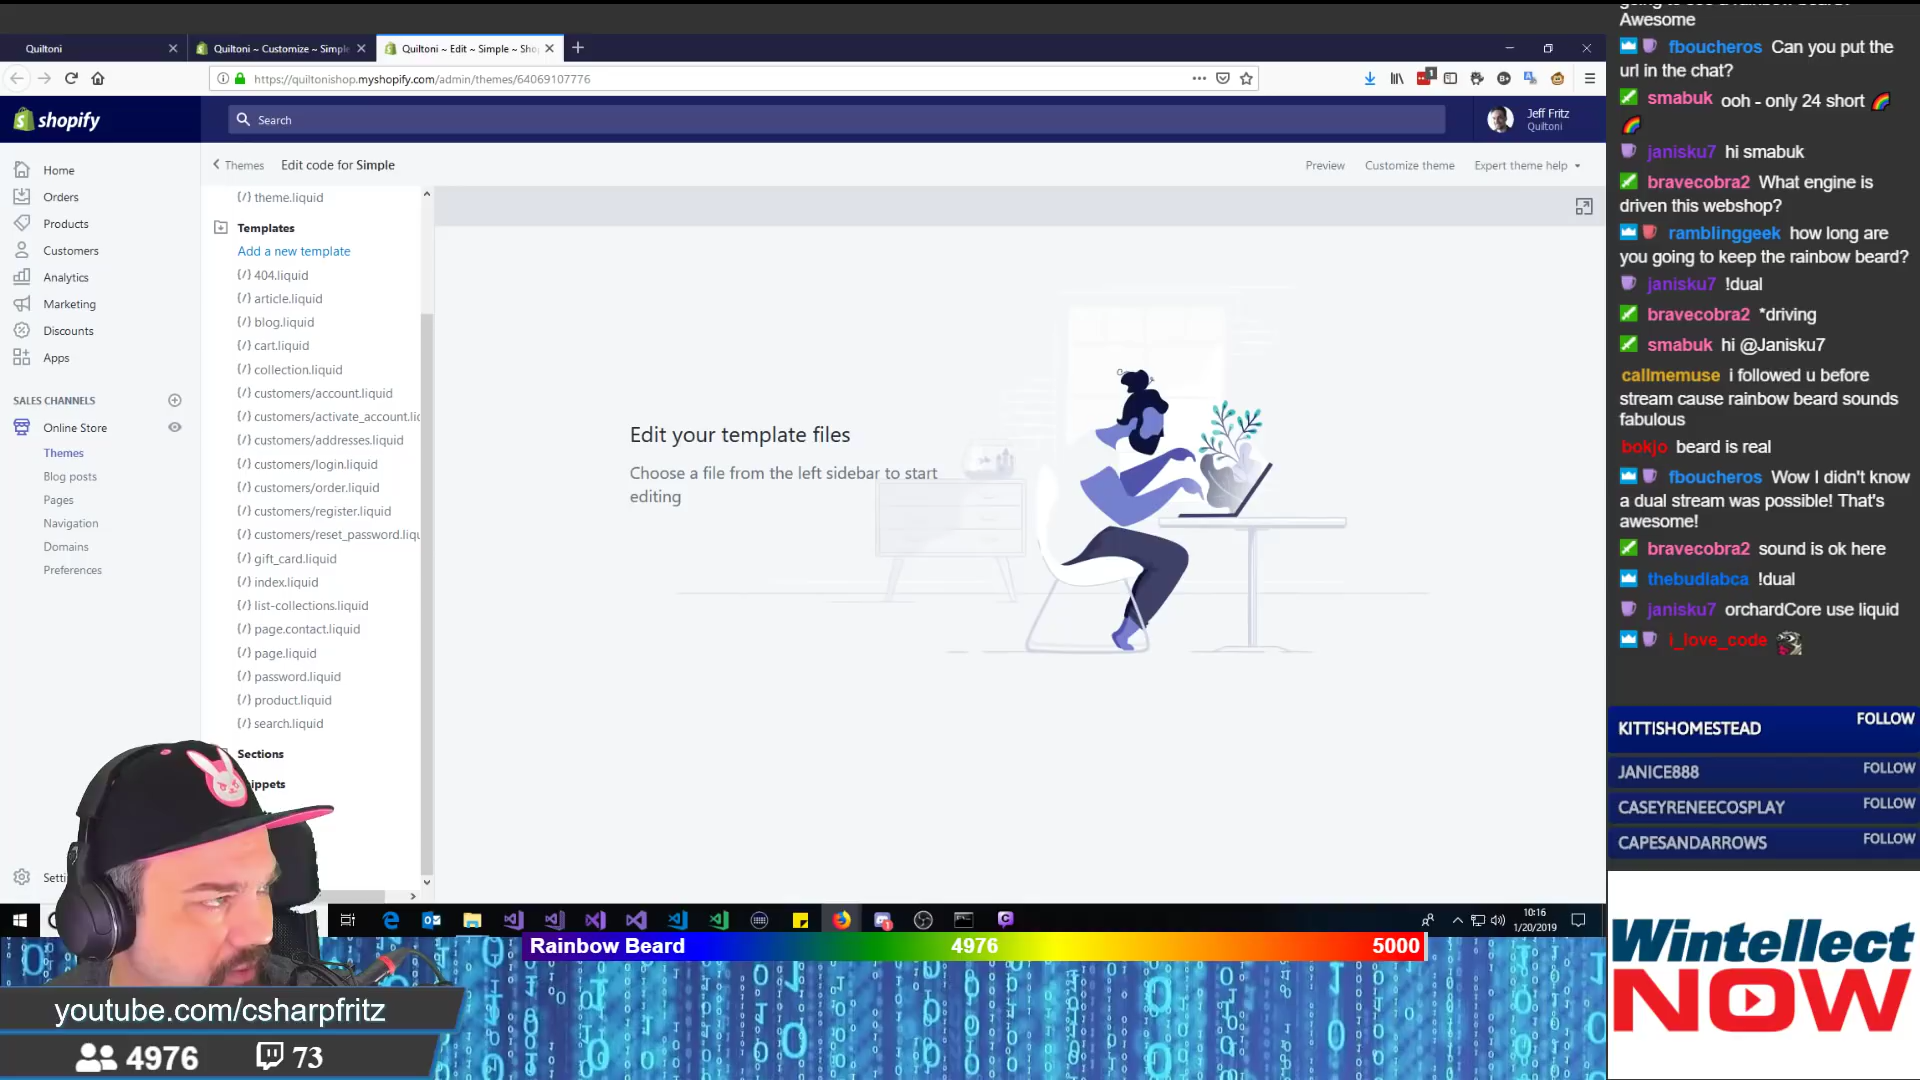 Quiltoni
Quiltoni ~ Customize ~ Simple
Quiltoni ~ Edit ~ Simple ~ Sho
https://quiltonishop.myshopify.com/admin/themes/64069107776
1
shopify
Search
Jeff Fritz
Quiltoni
Home
Orders
Products
Customers
Analytics
Marketing
Discounts
Apps
SALES CHANNELS
Online Store
Themes
Blog posts
Pages
Navigation
Domains
Preferences
Themes
Edit code for Simple
Preview
Customize theme
Expert theme help
{/} theme.liquid
Templates
Add a new template
{/} 404.liquid
{/} article.liquid
{/} blog.liquid
{/} cart.liquid
{/} collection.liquid
{/} customers/account.liquid
{/} customers/activate_account.lic
{/} customers/addresses.liquid
{/} customers/login.liquid
{/} customers/order.liquid
{/} customers/register.liquid
{/} customers/reset_password.liqu
{/} gift_card.liquid
{/} index.liquid
{/} list-collections.liquid
{/} page.contact.liquid
{/} page.liquid
{/} password.liquid
{/} product.liquid
{/} search.liquid
Sections
ippets
Edit your template files
Choose a file from the left sidebar to start
editing
10:16
1/20/2019
Rainbow Beard
4976
5000
youtube.com/csharpfritz
4976
73
Awesome
fboucheros Can you put the
url in the chat?
smabuk ooh - only 24 short
janisku7 hi smabuk
bravecobra2 What engine is
driven this webshop?
ramblinggeek how long are
you going to keep the rainbow beard?
janisku7 !dual
bravecobra2 *driving
smabuk hi @Janisku7
callmemuse i followed u before
stream cause rainbow beard sounds
fabulous
bokjo beard is real
fboucheros Wow I didn't know
a dual stream was possible! That's
awesome!
bravecobra2 sound is ok here
thebudlabca !dual
janisku7 orchardCore use liquid
i_love_code
KITTISHOMESTEAD FOLLOW
JANICE888 FOLLOW
CASEYRENEECOSPLAY FOLLOW
CAPESANDARROWS FOLLOW
Wintellect
NOW